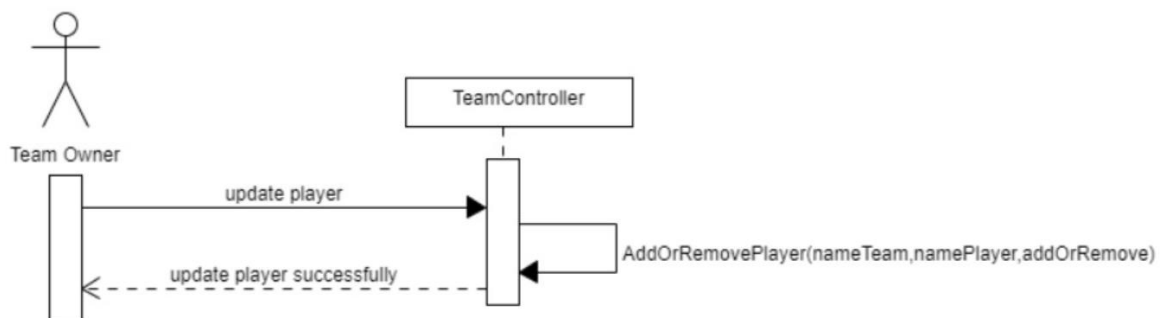 TeamController
Team Owner
update player
AddOrRemovePlayer(nameTeam,namePlayer,addOrRemove)
update player successfully